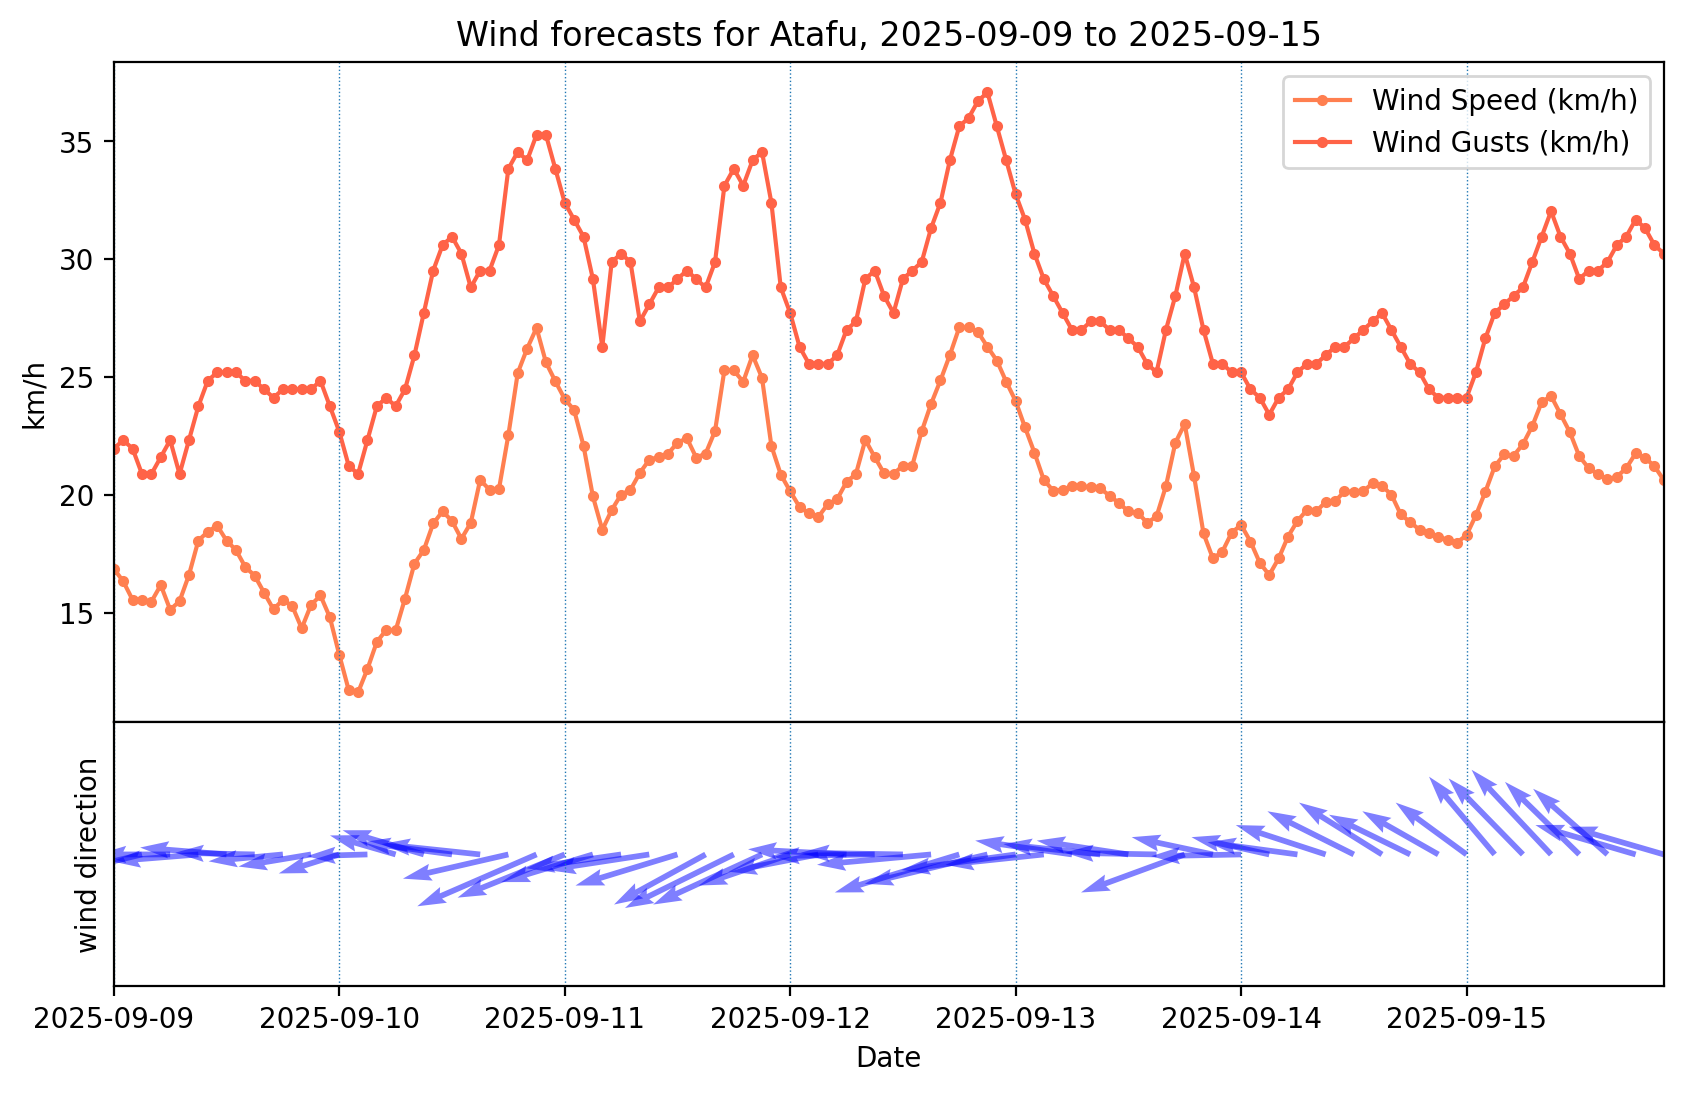 Wind forecasts for Atafu, 2025-09-09 to 2025-09-15
Wind Speed (km/h)
Wind Gusts (km/h)
35
30
25
20
15
km/h
wind direction
2025-09-09
2025-09-10
2025-09-11
2025-09-12
2025-09-13
2025-09-14
2025-09-15
Date